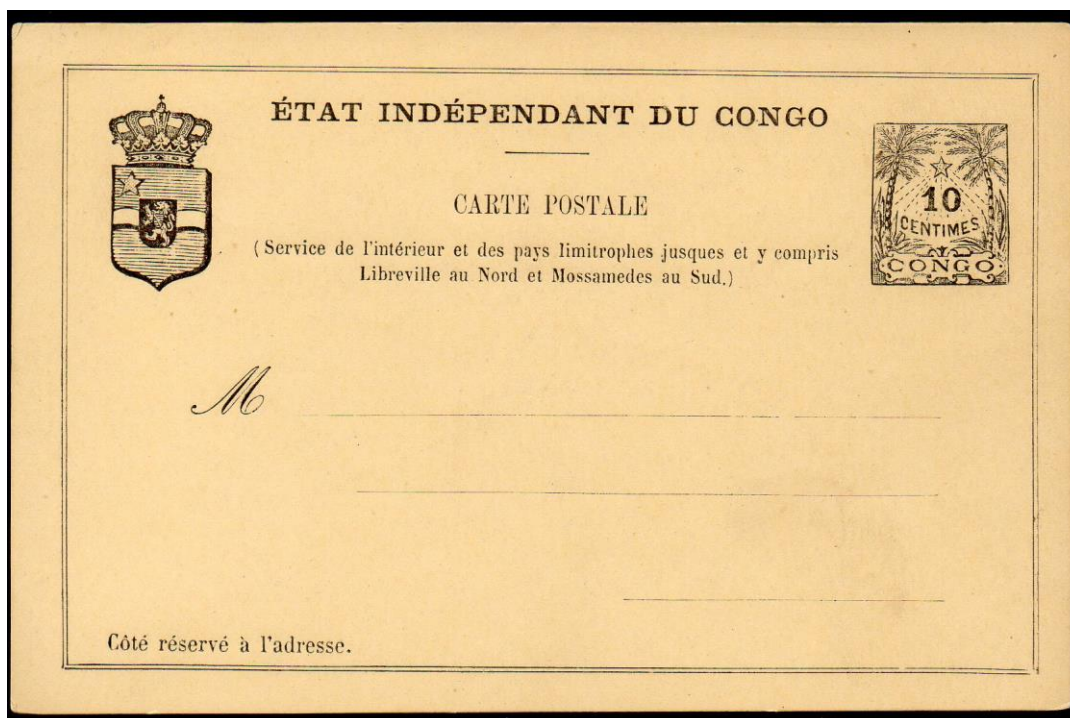 ÉTAT INDÉPENDANT DU CONGO
CARTE POSTALE
(Service de l'intérieur et des pays limitrophes jusques et y compris
Libreville au Nord et Mossamedes au Sud.)
10
CENTIMES
CONGO
M
Côté réservé à l'adresse.